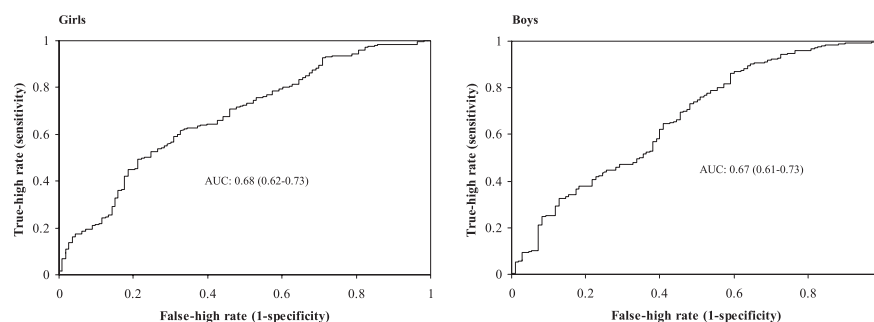 Girls
1
0.8
0.6
0.4
0.2
0
True-high rate (sensitivity)
AUC: 0.68 (0.62-0.73)
0 0.2 0.4 0.6 0.8 1
False-high rate (1-specificity)
Boys
1
0.8
0.6
0.4
0.2
0
True-high rate (sensitivity)
AUC: 0.67 (0.61-0.73)
0 0.2 0.4 0.6 0.8
False-high rate (1-specificity)